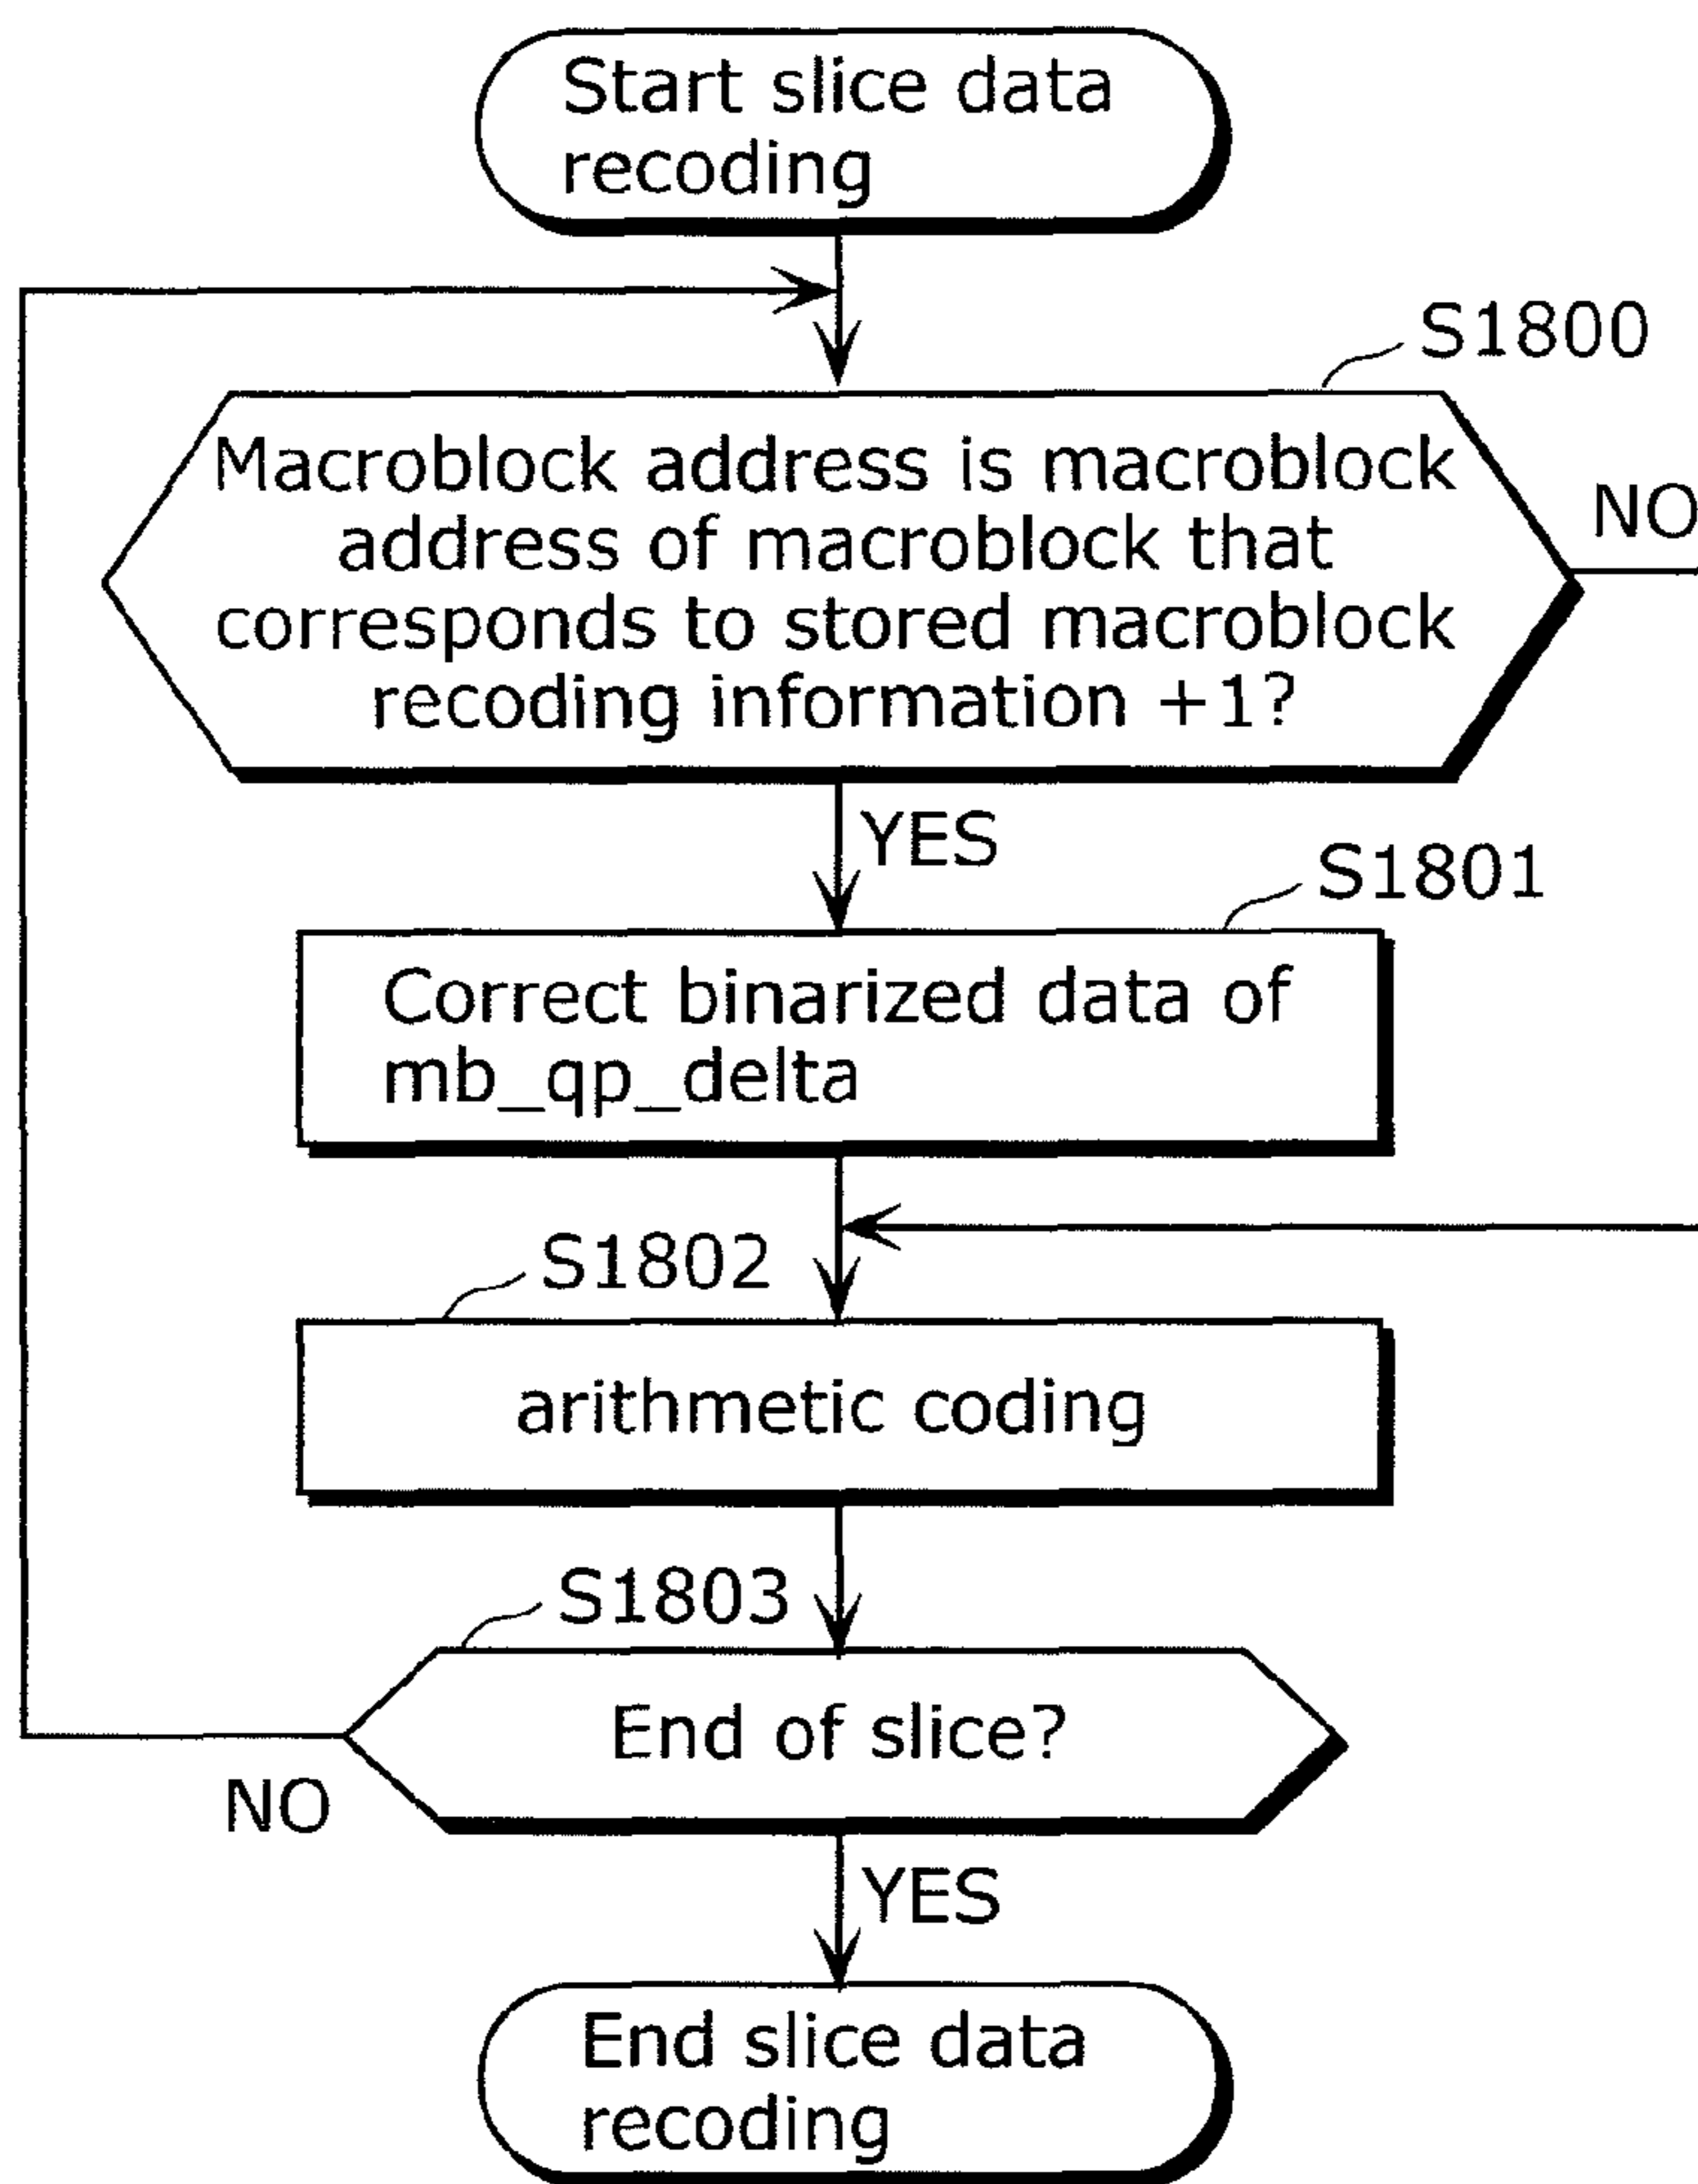 Start slice data
recoding
S1800
Macroblock address is macroblock
address of macroblock that
corresponds to stored macroblock
recoding information +1?
NO
YES
S1801
Correct binarized data of
mb_qp_delta
S1802
arithmetic coding
S1803
End of slice?
NO
YES
End slice data
recoding